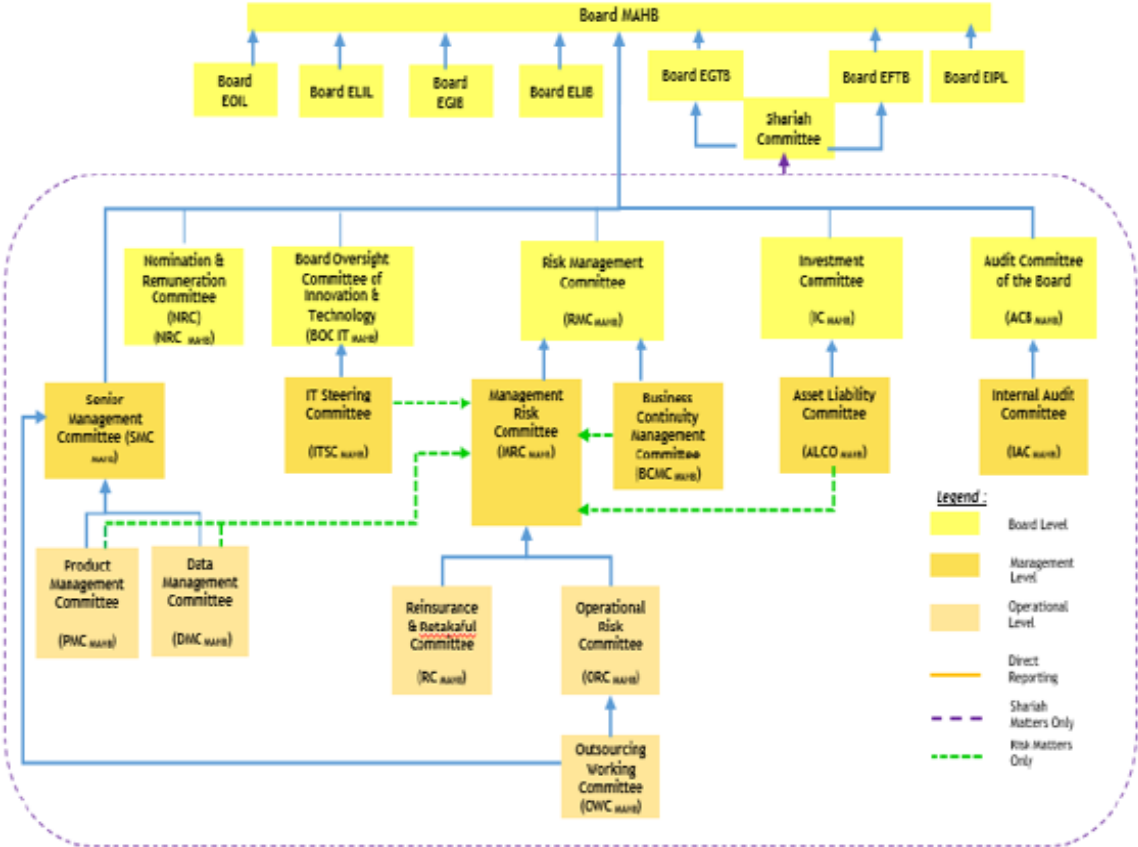 Board MAHB
Board
EOIL
Board ELIL
Board
EGIB
Board ELIB
Board EGTB
Board EFTB
Board EIPL
Shariah
Committee
Nomination &
Remuneration
Committee
(NRC)
(NRC MAHB)
Board Oversight
Committee of
Innovation &
Technology
(BOC IT MAHB)
Risk Management
Committee
(RMC MAHB)
Investment
Committee
(IC MAHB)
Audit Committee
of the Board
(ACB MAHB)
Senior
Management
Committee (SMC
MAHB)
IT Steering
Committee
(ITSC MAHB)
Management
Risk
Committee
(MRC MAHB)
Business
Continuity
Management
Committee
(BCMC MAHB)
Asset Liability
Committee
(ALCO MAHB)
Internal Audit
Committee
(IAC MAHB)
Product
Management
Committee
(PMC MAHB)
Data
Management
Committee
(DMC MAHB)
Reinsurance
& Retakaful
Committee
(RC MAHB)
Operational
Risk
Committee
(ORC MAHB)
Outsourcing
Working
Committee
(OWC MAHB)
Legend :
Board Level
Management
Level
Operational
Level
Direct
Reporting
Shariah
Matters Only
Risk Matters
Only